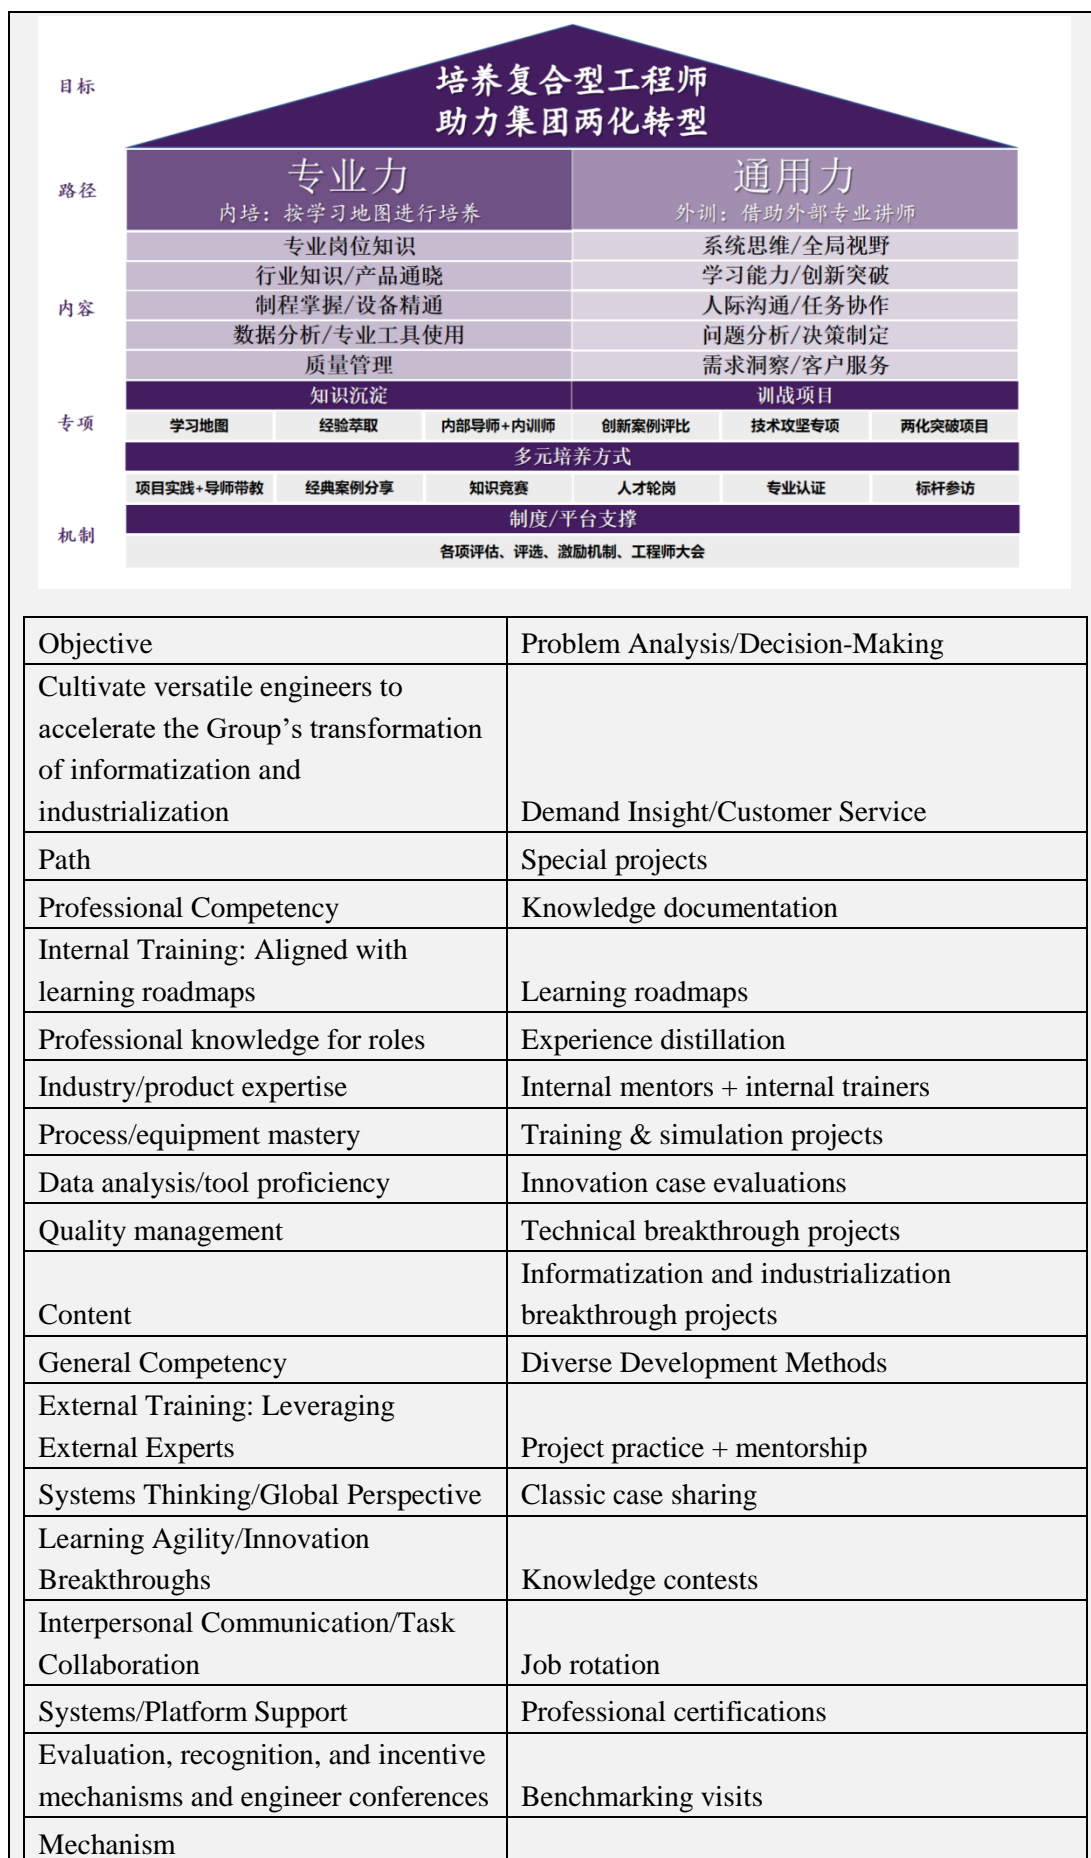 目标
培养复合型工程师
助力集团两化转型
路径
专业力
内培：按学习地图进行培养
通用力
外训：借助外部专业讲师
内容
专业岗位知识
系统思维/全局视野
行业知识/产品通晓
学习能力/创新突破
制程掌握/设备精通
人际沟通/任务协作
数据分析/专业工具使用
问题分析/决策制定
质量管理
需求洞察/客户服务
专项
知识沉淀
训战项目
学习地图
经验萃取
内部导师+内训师
创新案例评比
技术攻坚专项
两化突破项目
多元培养方式
项目实践+导师带教
经典案例分享
知识竞赛
人才轮岗
专业认证
标杆参访
机制
制度/平台支撑
各项评估、评选、激励机制、工程师大会
Objective
Problem Analysis/Decision-Making
Cultivate versatile engineers to
accelerate the Group’s transformation
of informatization and
industrialization
Demand Insight/Customer Service
Path
Special projects
Professional Competency
Knowledge documentation
Internal Training: Aligned with
learning roadmaps
Learning roadmaps
Professional knowledge for roles
Experience distillation
Industry/product expertise
Internal mentors + internal trainers
Process/equipment mastery
Training & simulation projects
Data analysis/tool proficiency
Innovation case evaluations
Quality management
Technical breakthrough projects
Content
Informatization and industrialization
breakthrough projects
General Competency
Diverse Development Methods
External Training: Leveraging
External Experts
Project practice + mentorship
Systems Thinking/Global Perspective
Classic case sharing
Learning Agility/Innovation
Breakthroughs
Knowledge contests
Interpersonal Communication/Task
Collaboration
Job rotation
Systems/Platform Support
Professional certifications
Evaluation, recognition, and incentive
mechanisms and engineer conferences
Benchmarking visits
Mechanism